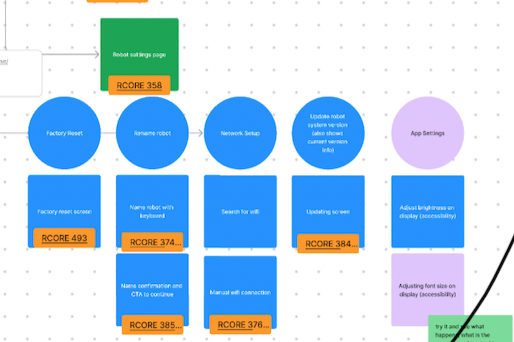 Robot settings page
RCORE 358
Factory Reset
Rename robot
Network Setup
Update robot
system version
(also shows
current version
info)
App Settings
Factory reset screen
RCORE 493
Name robot with
keyboard
RCORE 374...
Search for wifi
Updating screen
RCORE 384...
Adjust brightness on
display (accessibility)
Name confirmation and
CTA to continue
RCORE 385...
Manual wifi connection
RCORE 376...
Adjusting font size on
display (accessibility)
try it and see what
happens what is the